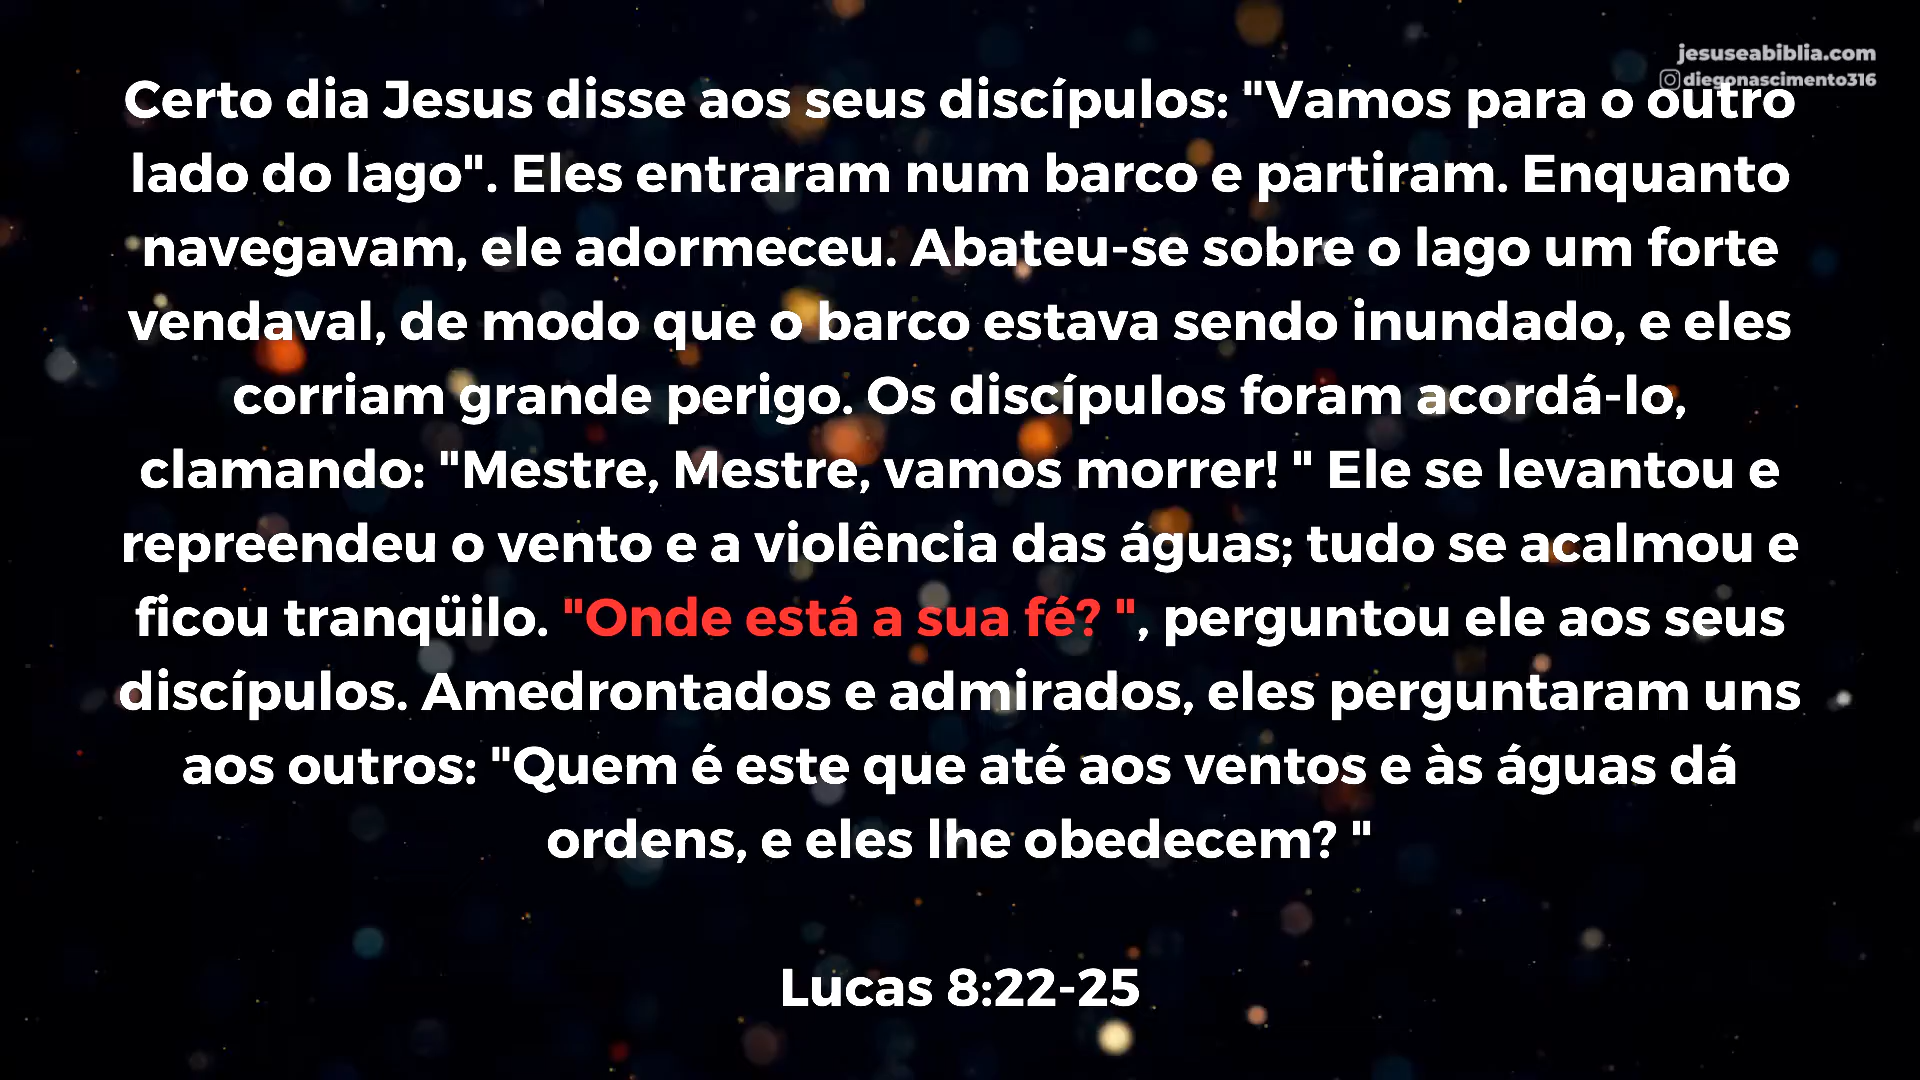 jesuseabiblia.com
diegonascimento316
Certo dia Jesus disse aos seus discípulos: "Vamos para o outro
lado do lago". Eles entraram num barco e partiram. Enquanto
navegavam, ele adormeceu. Abateu-se sobre o lago um forte
vendaval, de modo que o barco estava sendo inundado, e eles
corriam grande perigo. Os discípulos foram acordá-lo,
clamando: "Mestre, Mestre, vamos morrer! " Ele se levantou e
repreendeu o vento e a violência das águas; tudo se acalmou e
ficou tranqüilo. "Onde está a sua fé? ", perguntou ele aos seus
discípulos. Amedrontados e admirados, eles perguntaram uns
aos outros: "Quem é este que até aos ventos e às águas dá
ordens, e eles lhe obedecem? "
Lucas 8:22-25